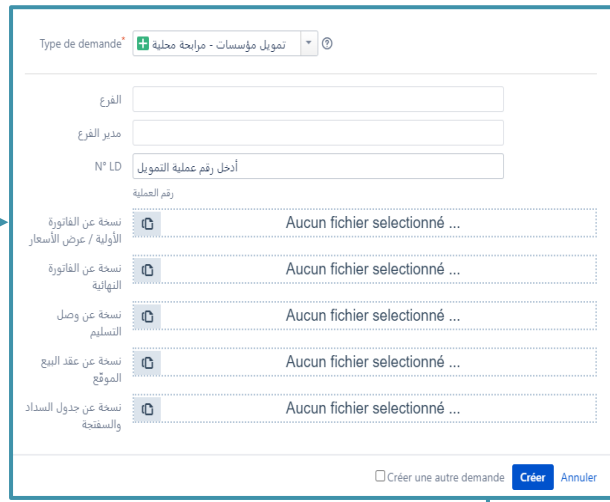 Type de demande* تمويل مؤسسات - مرابحة محلية
الفرع
مدير الفرع
N° LD أدخل رقم عملية التمويل
رقم العملية
نسخة عن الفاتورة Aucun fichier selectionné ...
الأولية / عرض الأسعار
نسخة عن الفاتورة Aucun fichier selectionné ...
النهائية
نسخة عن وصل Aucun fichier selectionné ...
التسليم
نسخة عن عقد البيع Aucun fichier selectionné ...
الموقّع
نسخة عن جدول السداد Aucun fichier selectionné ...
والسفتجة
Créer une autre demande Créer Annuler